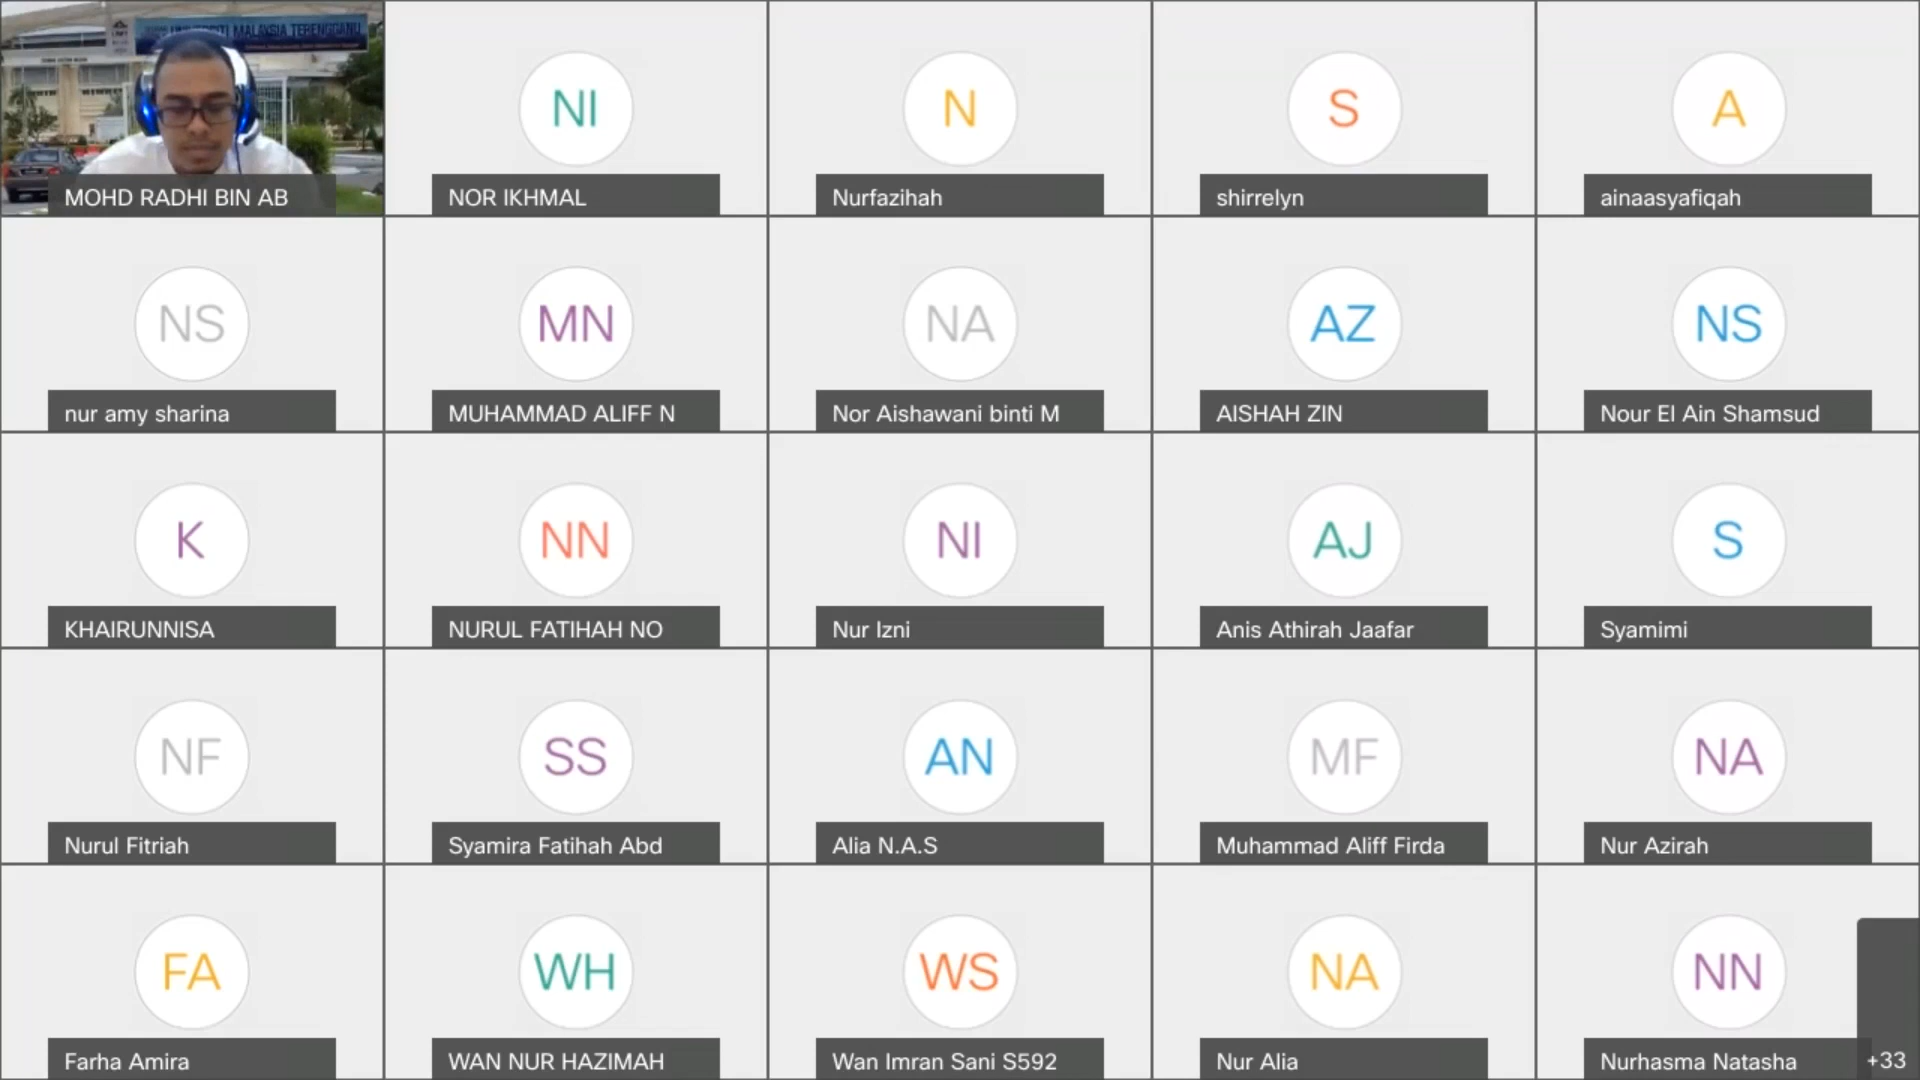 UNIVERSITI MALAYSIA TERENGGANU
MOHD RADHI BIN AB
NI
NOR IKHMAL
N
Nurfazihah
S
shirrelyn
A
ainaasyafiqah
NS
nur amy sharina
MN
MUHAMMAD ALIFF N
NA
Nor Aishawani binti M
AZ
AISHAH ZIN
NS
Nour El Ain Shamsud
K
KHAIRUNNISA
NN
NURUL FATIHAH NO
NI
Nur Izni
AJ
Anis Athirah Jaafar
S
Syamimi
NF
Nurul Fitriah
SS
Syamira Fatihah Abd
AN
Alia N.A.S
MF
Muhammad Aliff Firda
NA
Nur Azirah
FA
Farha Amira
WH
WAN NUR HAZIMAH
WS
Wan Imran Sani S592
NA
Nur Alia
NN
Nurhasma Natasha
+33